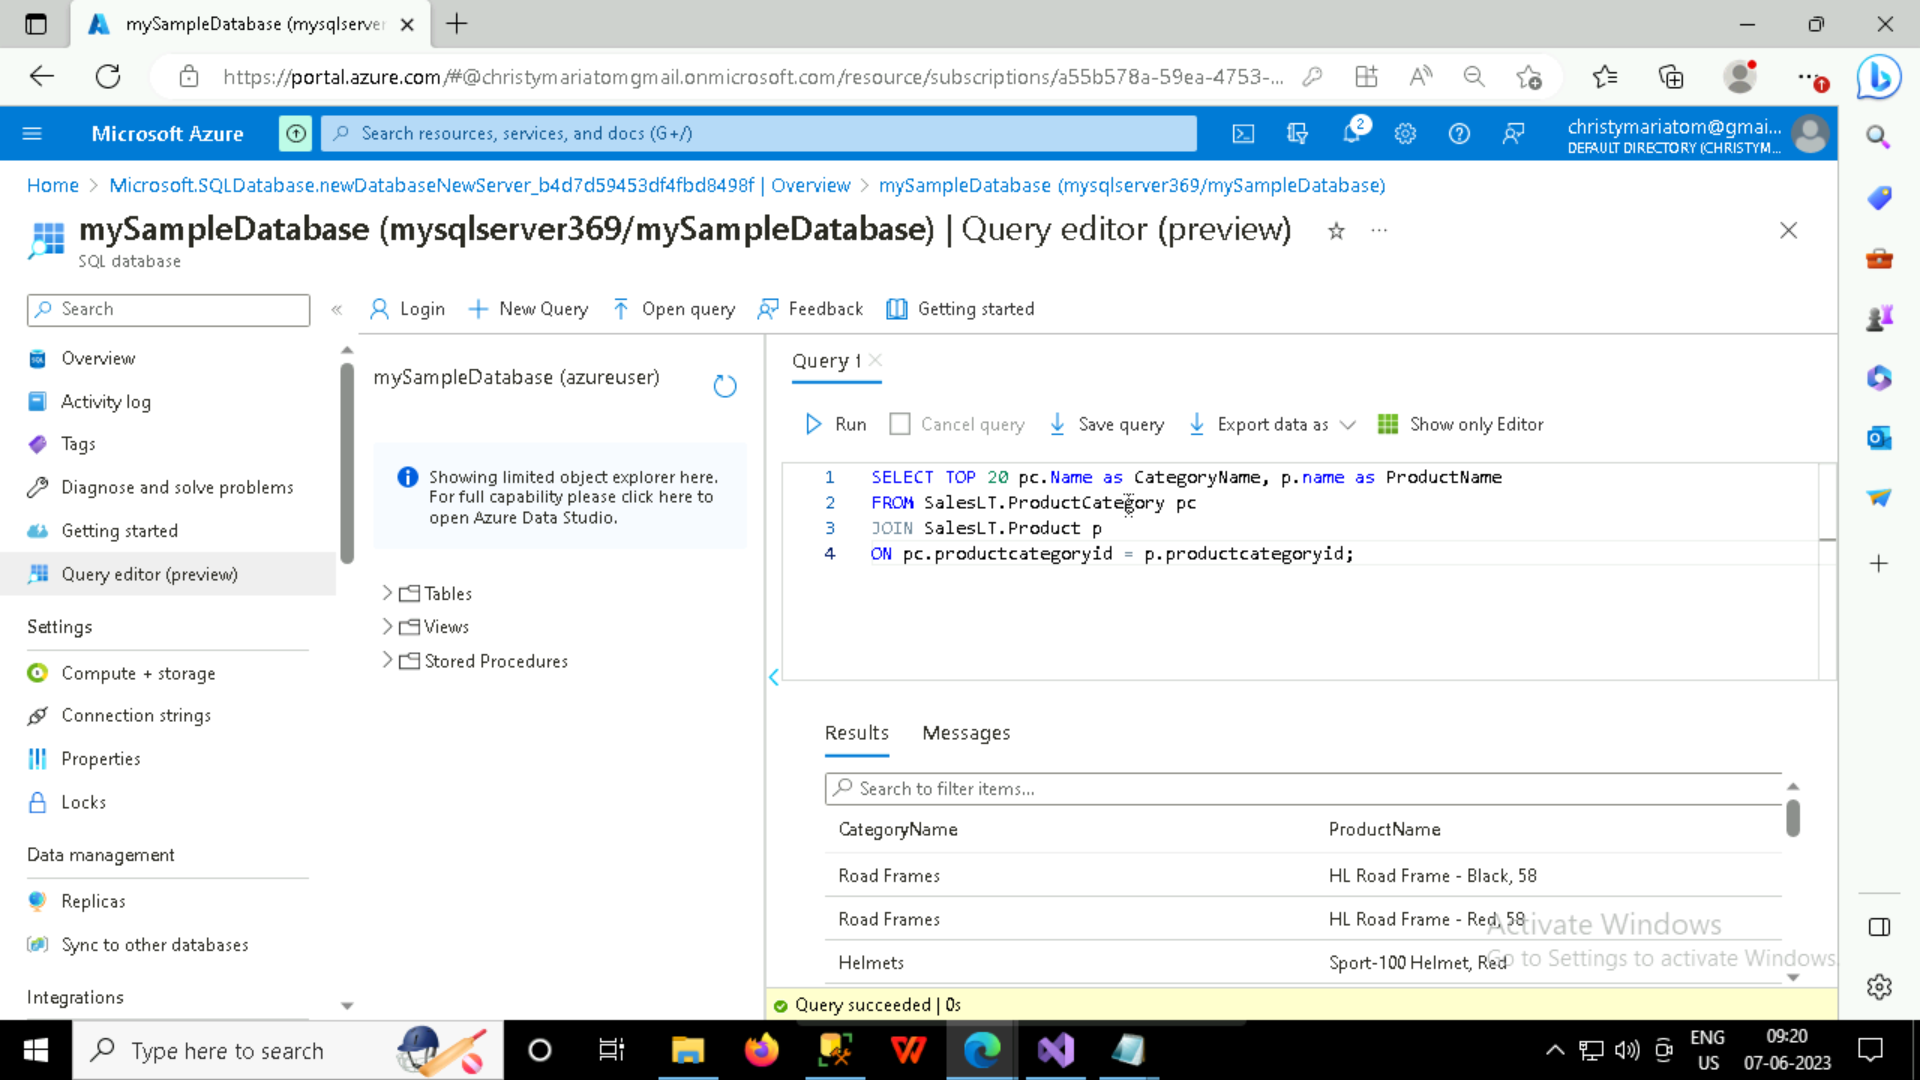 mySampleDatabase (mysqlserver
https://portal.azure.com/#@christymariatomgmail.onmicrosoft.com/resource/subscriptions/a55b578a-59ea-4753-...
Microsoft Azure
Search resources, services, and docs (G+/)
2
christymariatom@gmai...
DEFAULT DIRECTORY (CHRISTYM...
Home > Microsoft.SQLDatabase.newDatabaseNewServer_b4d7d59453df4fbd8498f | Overview > mySampleDatabase (mysqlserver369/mySampleDatabase)
mySampleDatabase (mysqlserver369/mySampleDatabase) | Query editor (preview)
SQL database
Search
Login
New Query
Open query
Feedback
Getting started
Overview
Activity log
Tags
Diagnose and solve problems
Getting started
Query editor (preview)
Settings
Compute + storage
Connection strings
Properties
Locks
Data management
Replicas
Sync to other databases
Integrations
mySampleDatabase (azureuser)
Showing limited object explorer here.
For full capability please click here to
open Azure Data Studio.
Tables
Views
Stored Procedures
Query 1
Run
Cancel query
Save query
Export data as
Show only Editor
1 SELECT TOP 20 pc.Name as CategoryName, p.name as ProductName
2 FROM SalesLT.ProductCategory pc
3 JOIN SalesLT.Product p
4 ON pc.productcategoryid = p.productcategoryid;
Results
Messages
Search to filter items...
CategoryName ProductName
Road Frames HL Road Frame - Black, 58
Road Frames HL Road Frame - Red, 58
Helmets Sport-100 Helmet, Red
Activate Windows
Go to Settings to activate Windows.
Query succeeded | 0s
Type here to search
ENG
US
09:20
07-06-2023